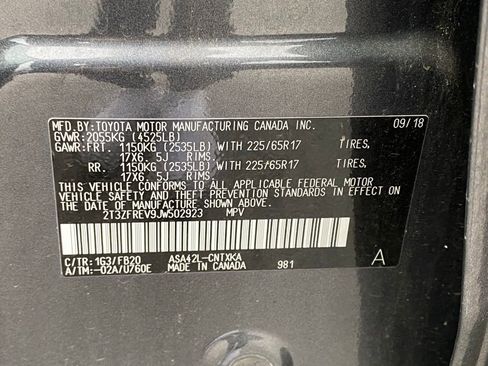 MFD.BY:TOYOTA MOTOR MANUFACTURING CANADA INC. 09/18
GVWR:2055KG (4525LB)
GAWR:FRT. 1150KG (2535LB) WITH 225/65R17 TIRES,
17X6.5J RIMS.
RR. 1150KG (2535LB) WITH 225/65R17 TIRES,
17X6.5J RIMS.
THIS VEHICLE CONFORMS TO ALL APPLICABLE FEDERAL MOTOR
VEHICLE SAFETY AND THEFT PREVENTION STANDARDS IN EFFECT
ON THE DATE OF MANUFACTURE SHOWN ABOVE.
2T3ZFREV9JW502923 MPV
C/TR:1G3/FB20 ASA42L-CNTXKA A
A/TM:-02A/U760E MADE IN CANADA 981